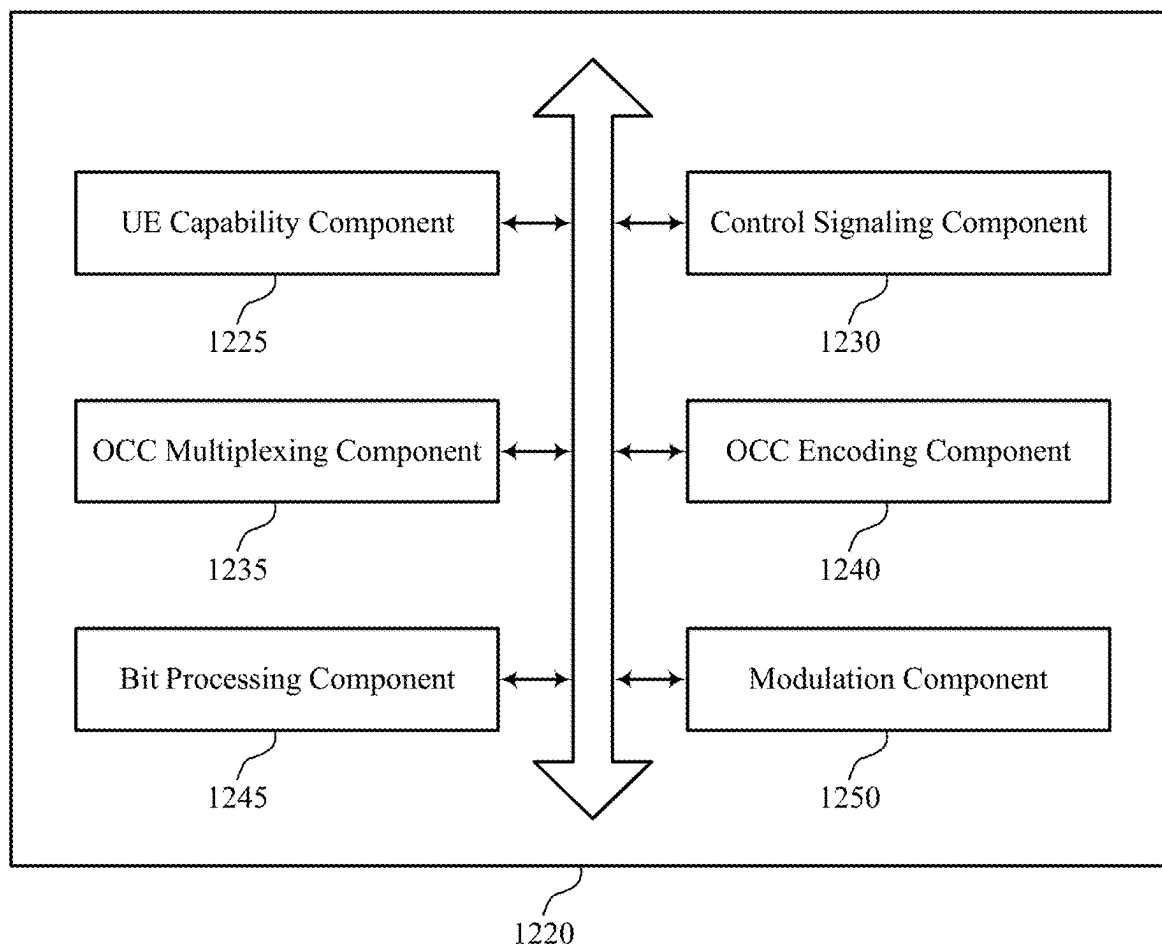 UE Capability Component
Control Signaling Component
1225
1230
OCC Multiplexing Component
OCC Encoding Component
1235
1240
Bit Processing Component
Modulation Component
1245
1250
1220